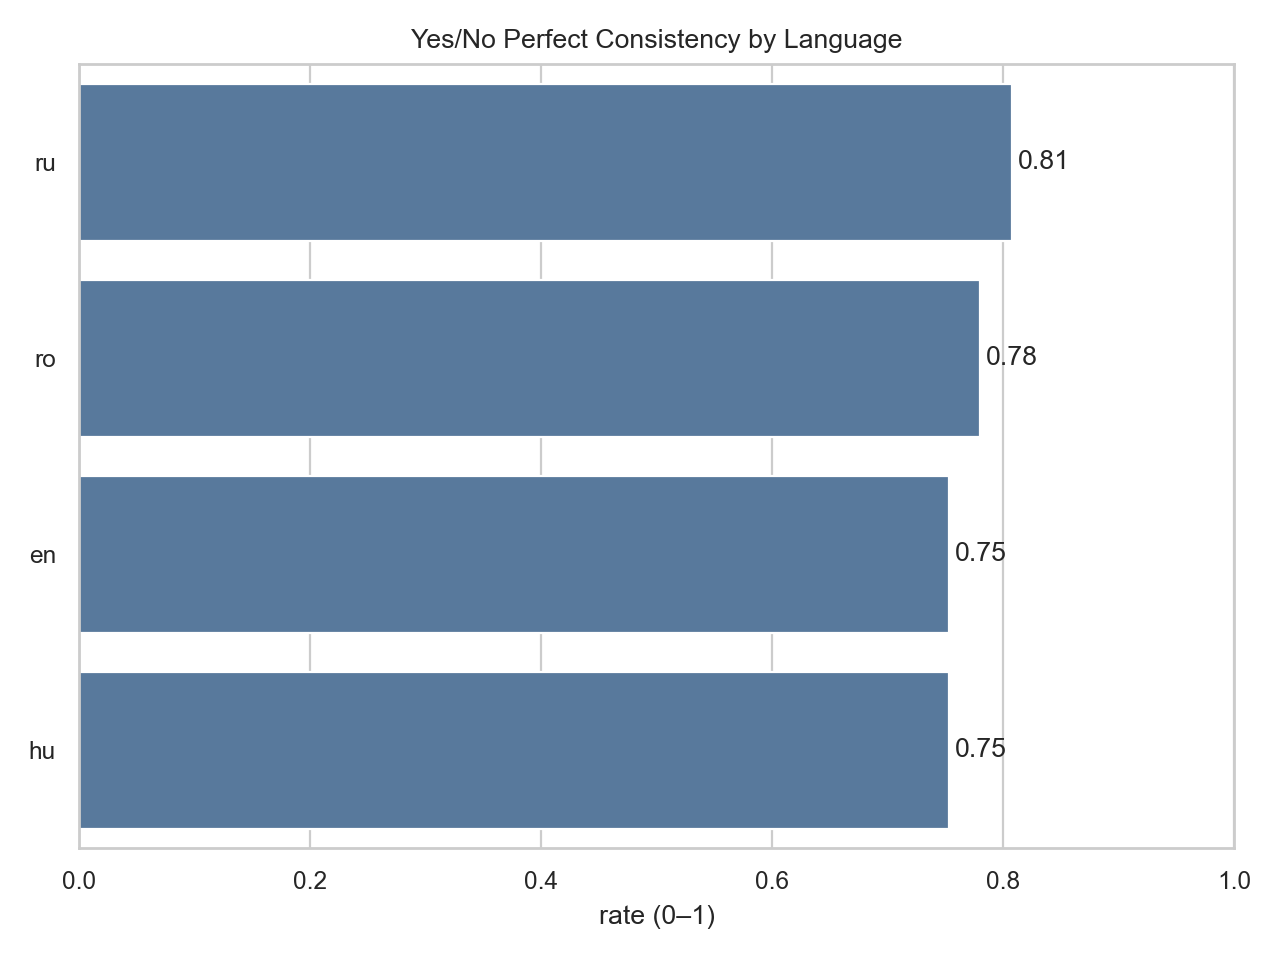 Yes/No Perfect Consistency by Language
ru
0.81
ro
0.78
en
0.75
hu
0.75
0.0 0.2 0.4 0.6 0.8 1.0
rate (0–1)